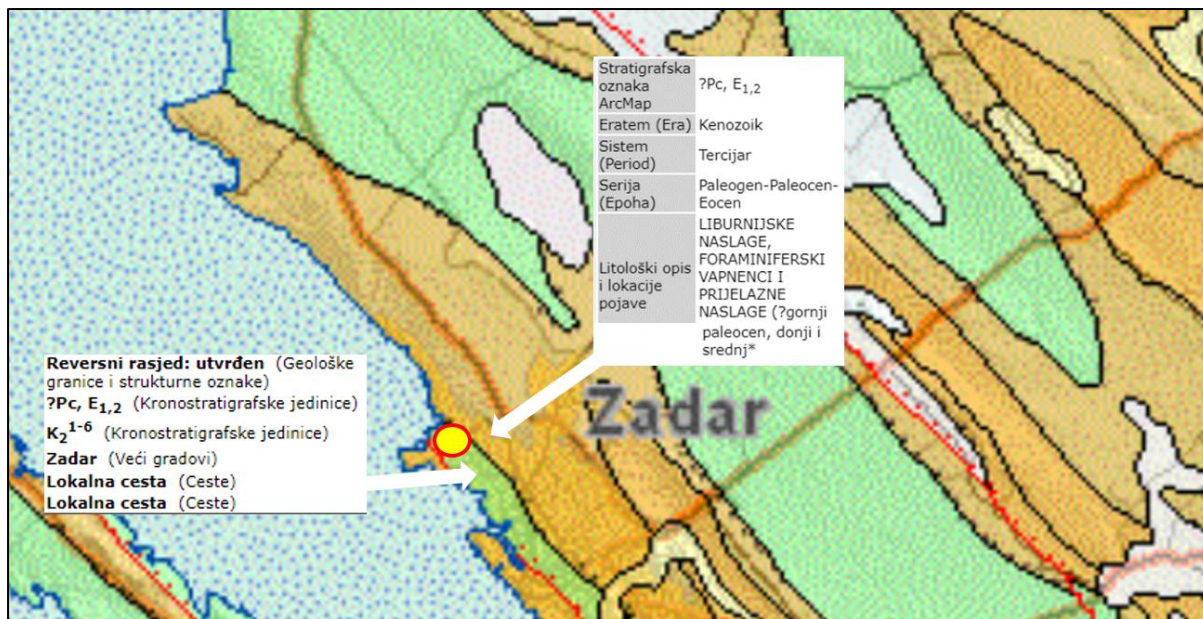 Stratigrafska
oznaka
ArcMap
?Pc, E1,2
Eratem (Era)
Kenozoik
Sistem
(Period)
Tercijar
Serija
(Epoha)
Paleogen-Paleocen-
Eocen
Litološki opis
i lokacije
pojave
LIBURNIJSKE
NASLAGE,
FORAMINIFERSKI
VAPNENCI I
PRIJELAZNE
NASLAGE (?gornji
paleocen, donji i
srednj*
Reversni rasjed: utvrđen (Geološke
granice i strukturne oznake)
?Pc, E1,2 (Kronostratigrafske jedinice)
K2 1-6 (Kronostratigrafske jedinice)
Zadar (Veći gradovi)
Lokalna cesta (Ceste)
Lokalna cesta (Ceste)
Zadar